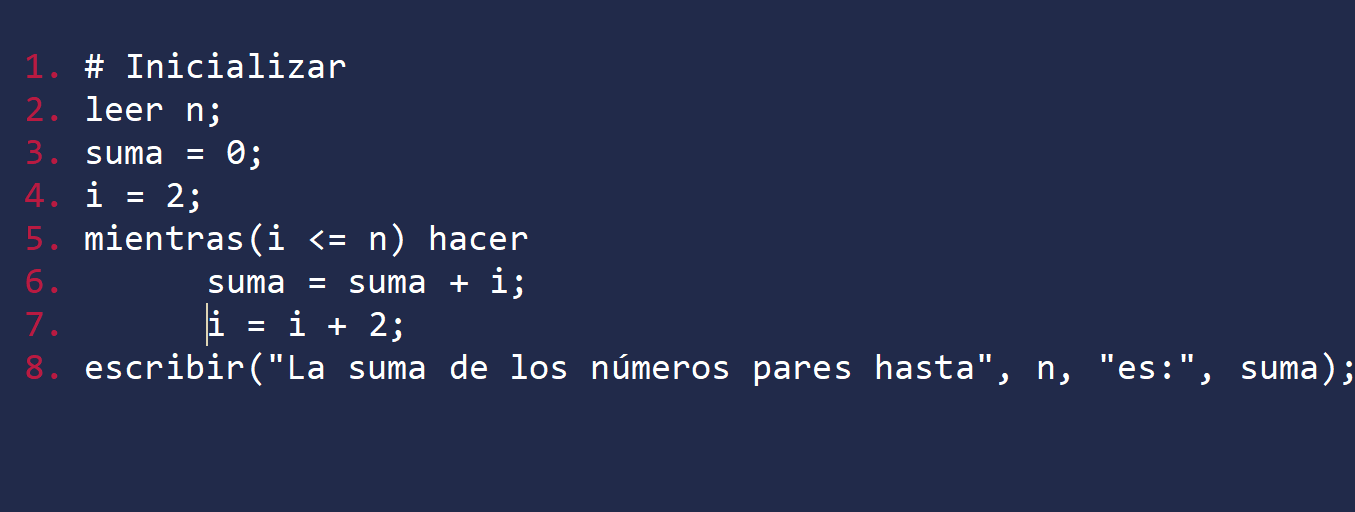 1. # Inicializar
2. leer n;
3. suma = 0;
4. i = 2;
5. mientras(i <= n) hacer
6.       suma = suma + i;
7.       i = i + 2;
8. escribir("La suma de los números pares hasta", n, "es:", suma);